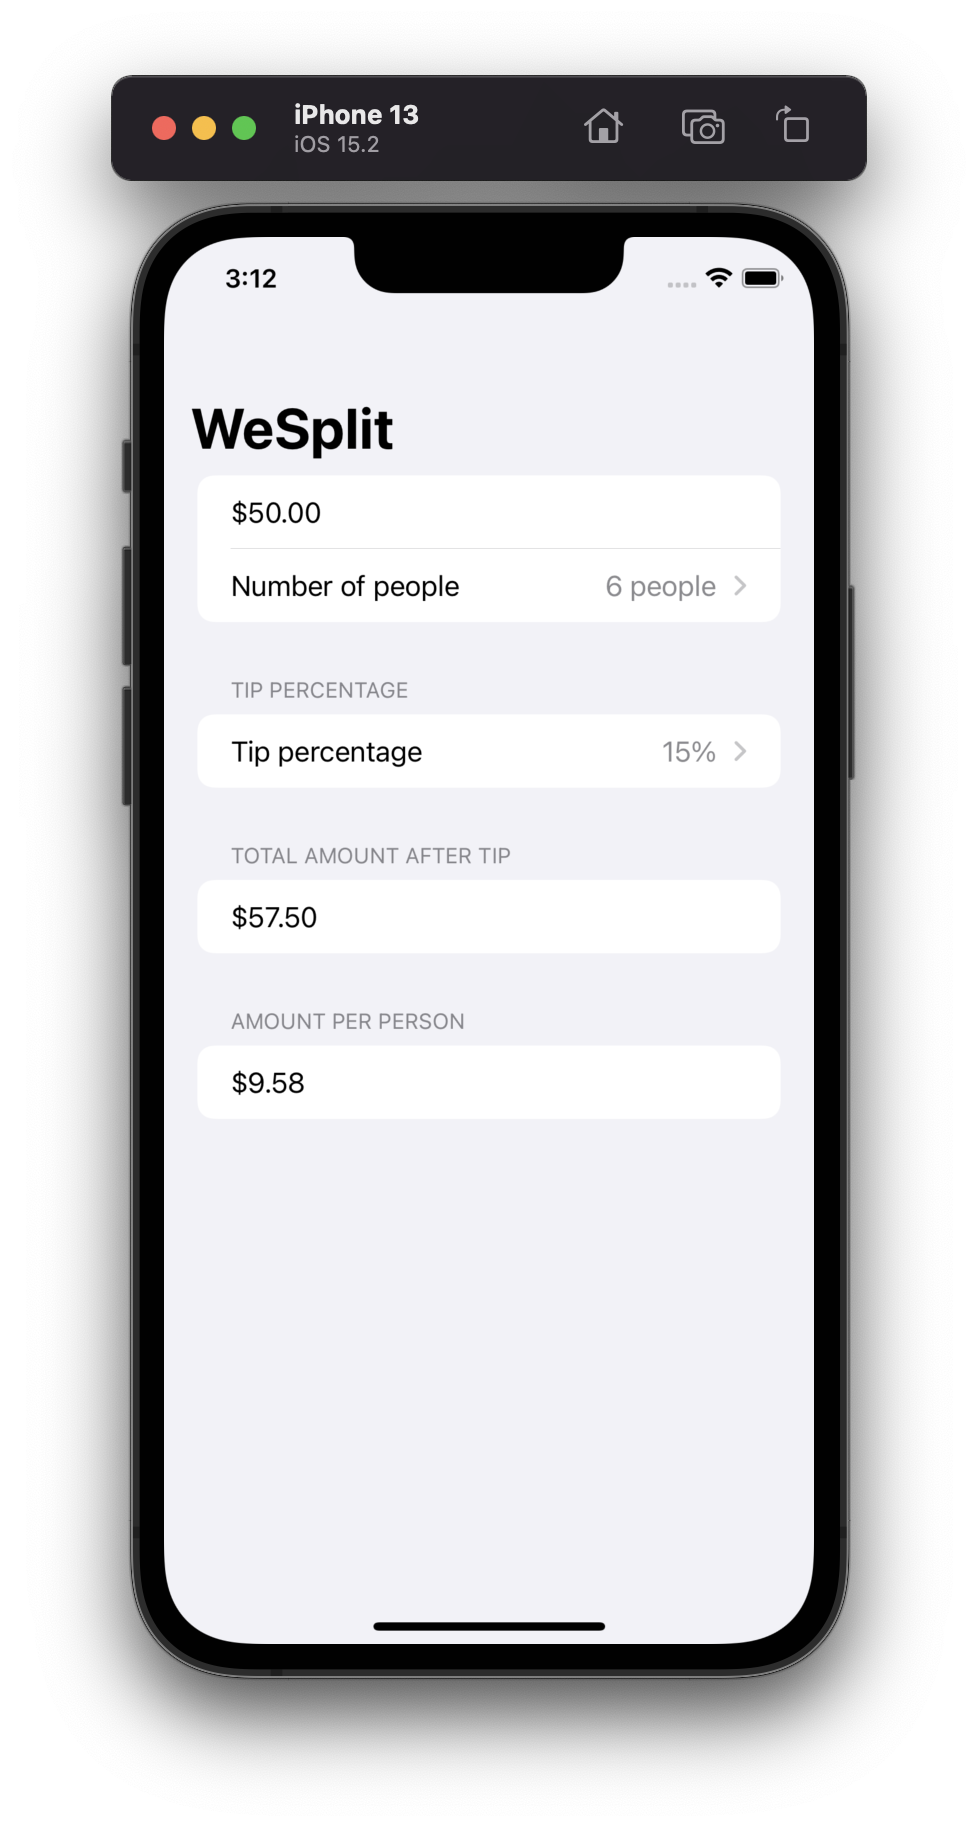 iPhone 13
iOS 15.2
3:12
WeSplit
$50.00
Number of people 6 people
TIP PERCENTAGE
Tip percentage 15%
TOTAL AMOUNT AFTER TIP
$57.50
AMOUNT PER PERSON
$9.58